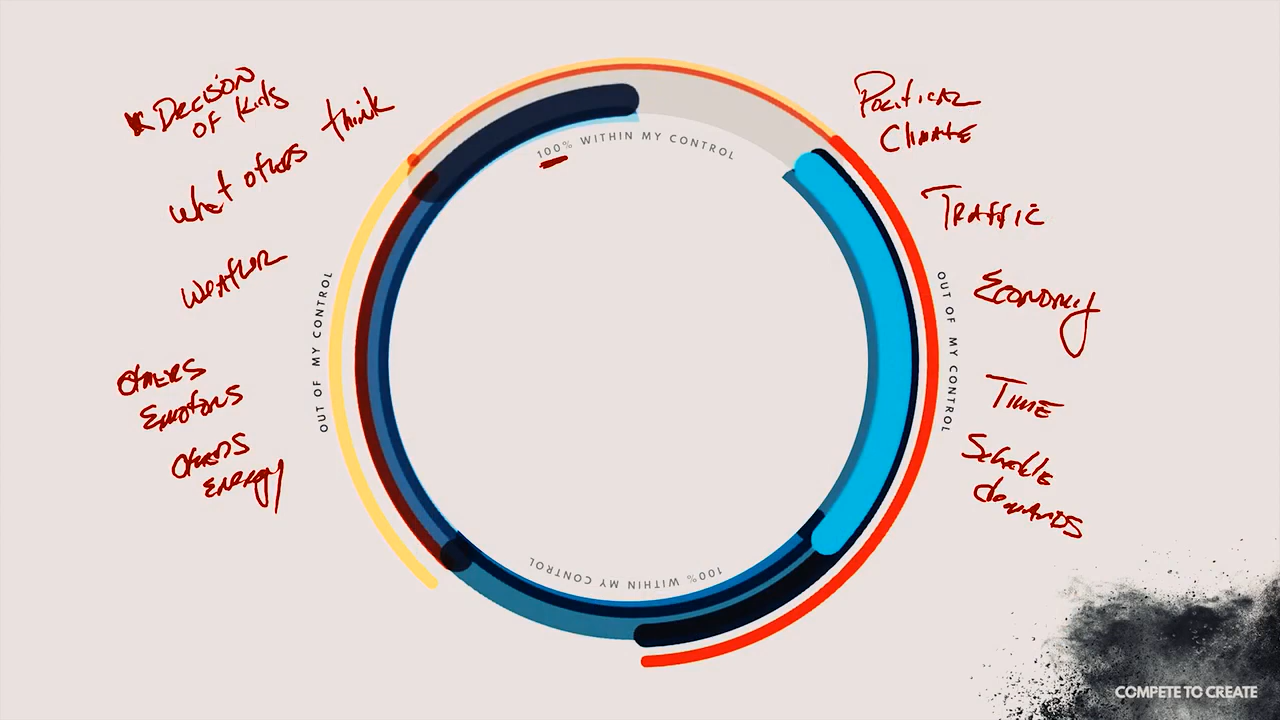 Decision
of Kids
what others think
weather
Others
Emotions
Others
Energy
OUT OF MY CONTROL
100% WITHIN MY CONTROL
100% WITHIN MY CONTROL
OUT OF MY CONTROL
Political
Climate
Traffic
Economy
Time
Schedule
demands
COMPETE TO CREATE